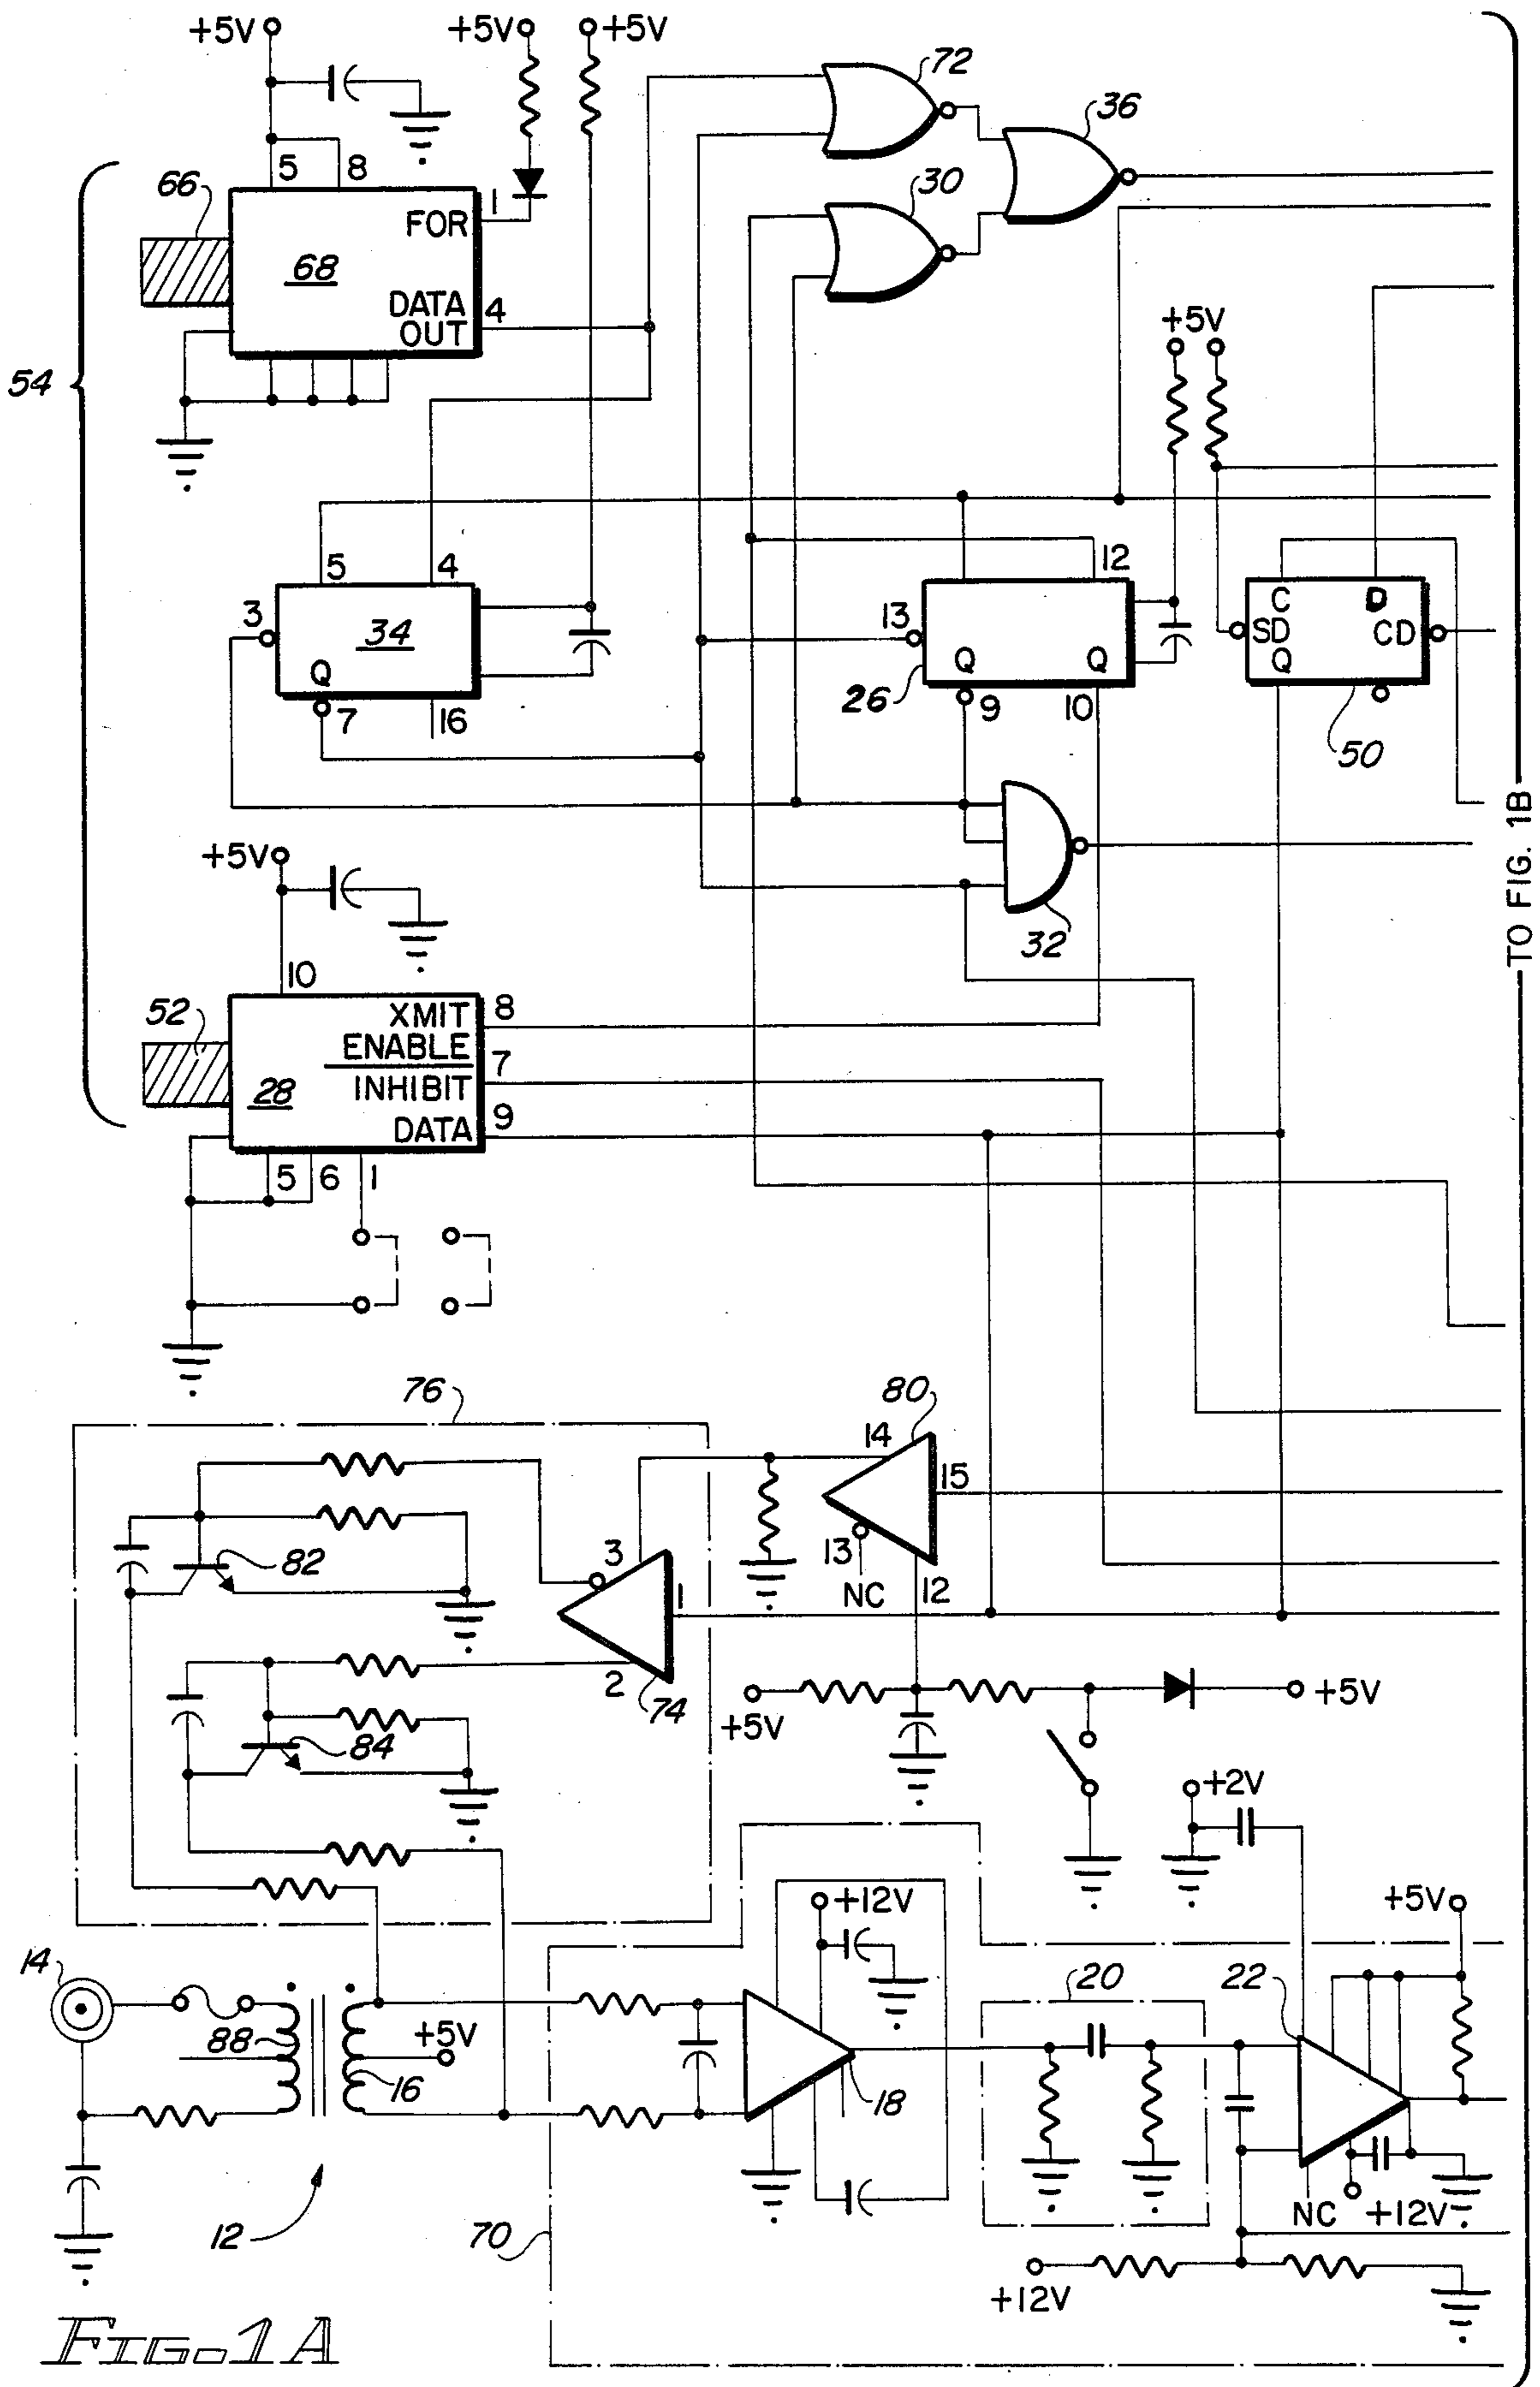 +5V
+5V
+5V
72
36
5
8
66
1
FOR
30
68
DATA
OUT
4
+5V
54
5
4
12
3
34
13
C
D
SD
CD
Q
Q
Q
Q
7
16
26
9
10
50
+5V
TO FIG. 1B
32
10
52
XMIT
ENABLE
8
7
28
INHIBIT
9
DATA
5
6
1
76
80
14
15
82
3
13
NC
12
1
2
74
+5V
+5V
84
+2V
+12V
+5V
14
20
22
88
+5V
16
18
12
70
NC
+12V
+12V
FIG. 1A